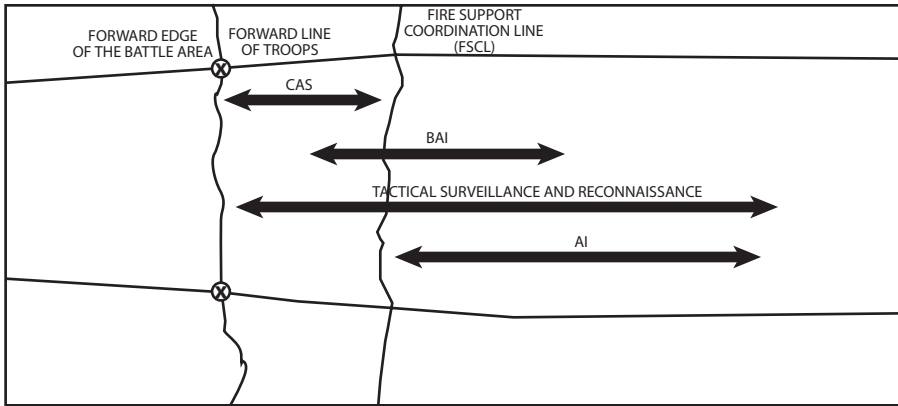 FORWARD EDGE
OF THE BATTLE AREA
FORWARD LINE
OF TROOPS
FIRE SUPPORT
COORDINATION LINE
(FSCL)
X
CAS
BAI
TACTICAL SURVEILLANCE AND RECONNAISSANCE
AI
X